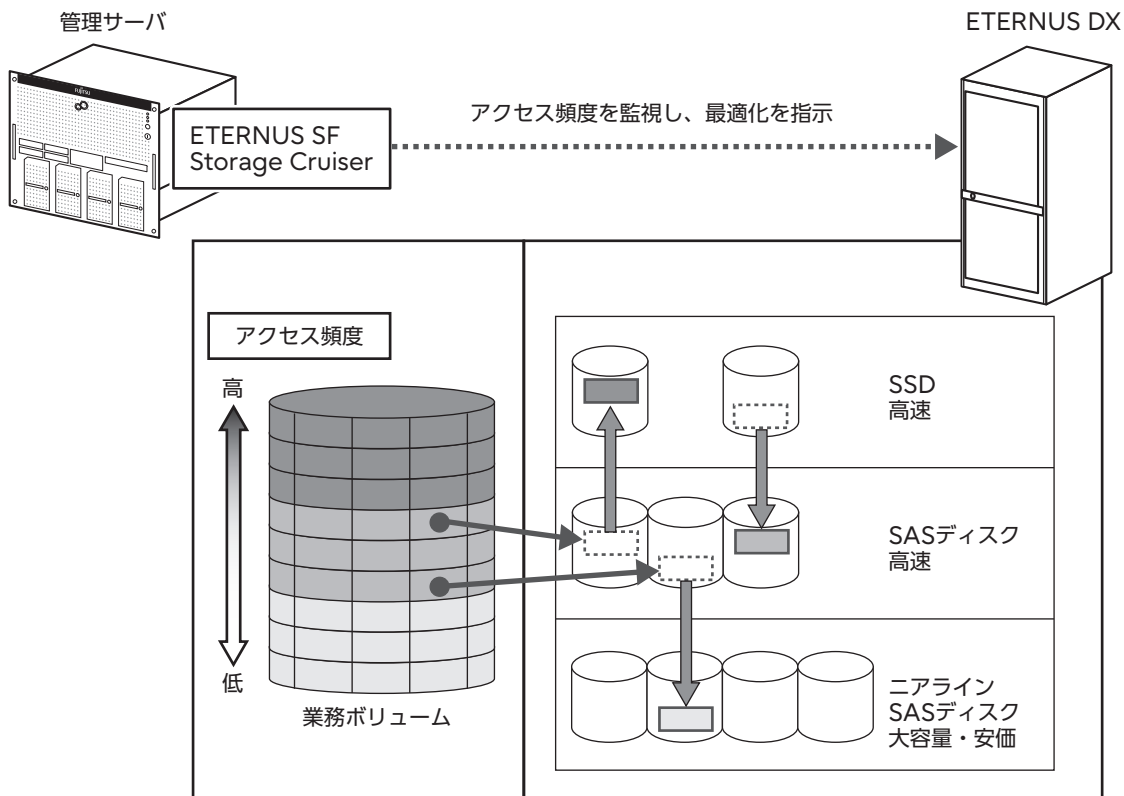 管理サーバ
ETERNUS DX
FUJITSU
ETERNUS SF
Storage Cruiser
アクセス頻度を監視し、最適化を指示
アクセス頻度
高
低
業務ボリューム
SSD
高速
SASディスク
高速
ニアライン
SASディスク
大容量・安価